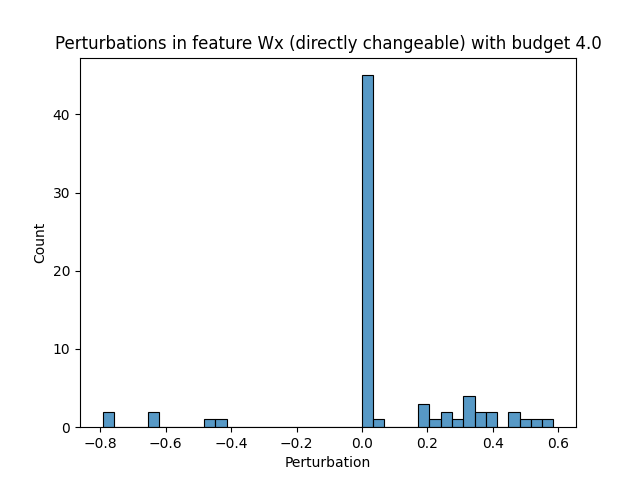 Perturbations in feature Wx (directly changeable) with budget 4.0
Count
40
30
20
10
0
−0.8 −0.6 −0.4 −0.2 0.0 0.2 0.4 0.6
Perturbation